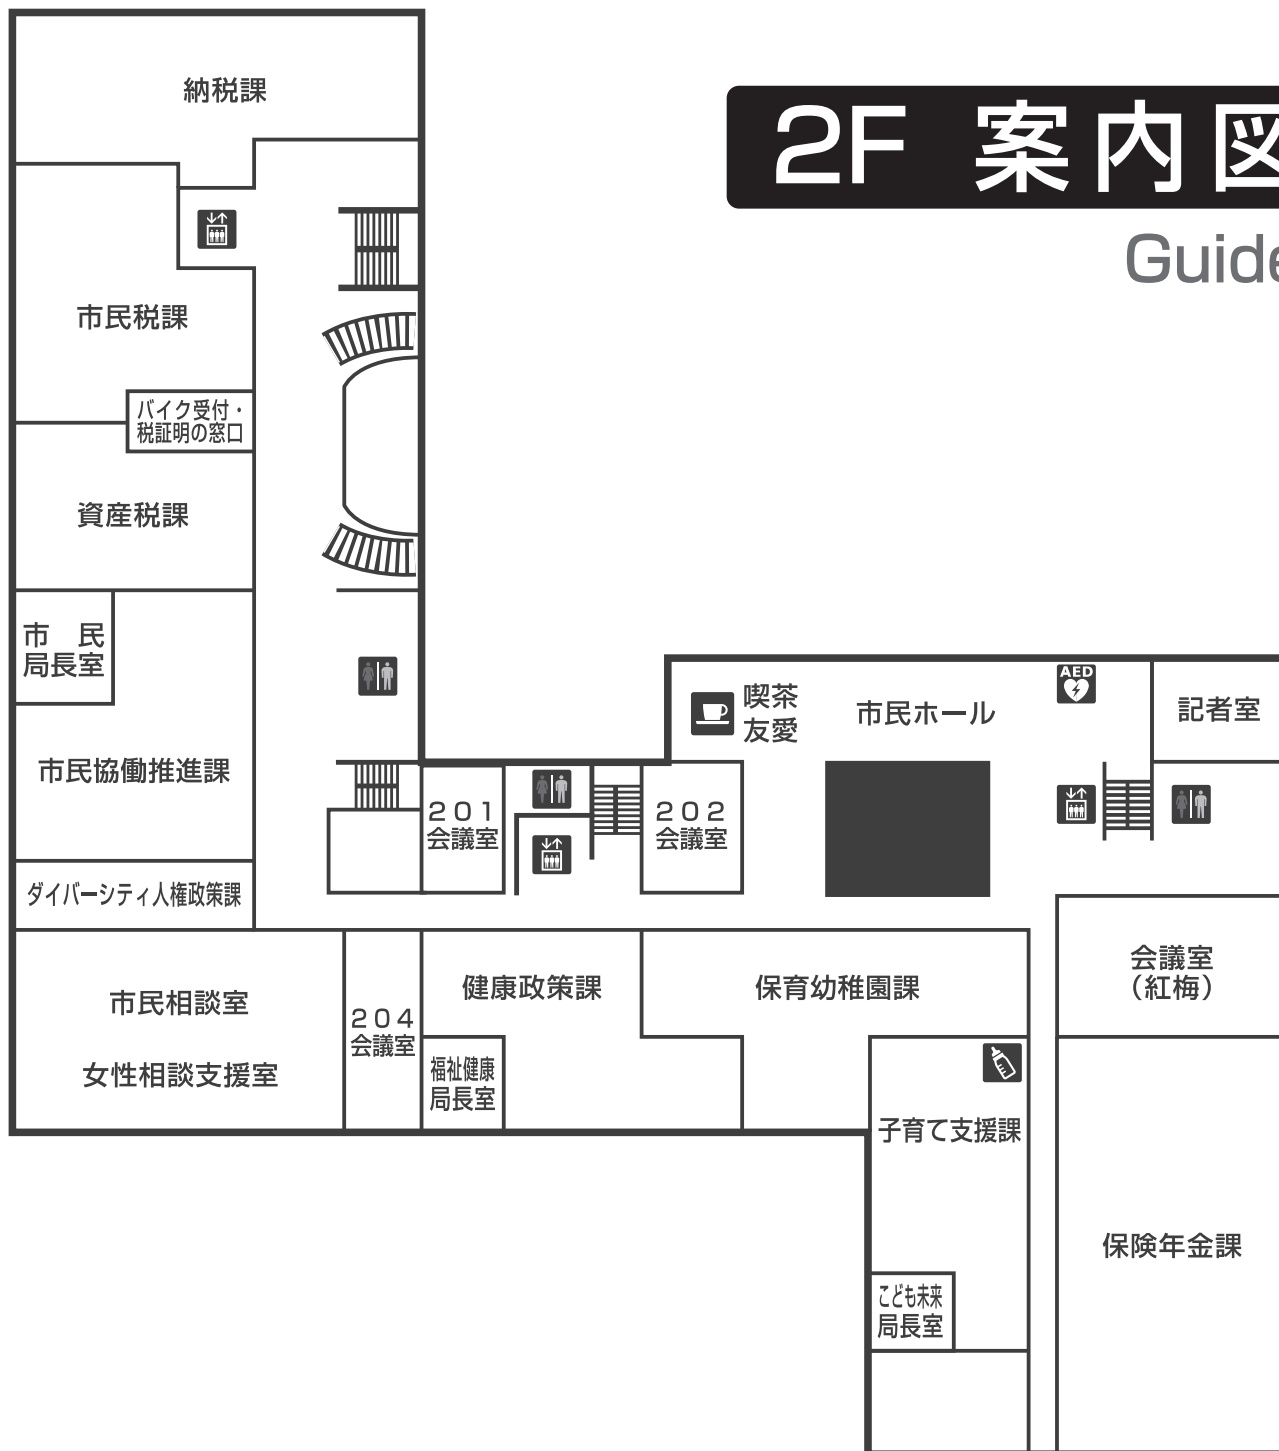 2F 案内図
Guide
納税課
市民税課
バイク受付・
税証明の窓口
資産税課
市　民
局長室
市民協働推進課
ダイバーシティ人権政策課
市民相談室
女性相談支援室
201
会議室
202
会議室
204
会議室
喫茶
友愛
市民ホール
AED
記者室
健康政策課
福祉健康
局長室
保育幼稚園課
会議室
（紅梅）
子育て支援課
こども未来
局長室
保険年金課